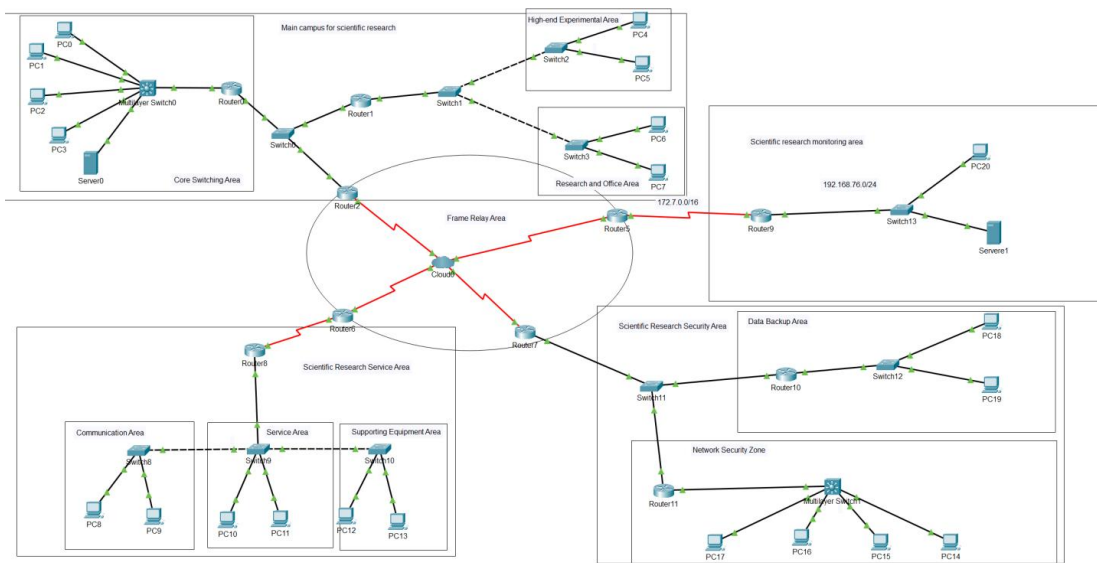 Main campus for scientific research
High-end Experimental Area
PC0
PC4
PC1
Switch2
PC5
PC2
Multilayer Switch0
Router0
Router1
Switch1
PC3
Switch0
PC6
Switch3
Server0
Core Switching Area
PC7
Research and Office Area
Scientific research monitoring area
PC20
192.168.76.0/24
172.7.0.0/16
Router2
Frame Relay Area
Router5
Router9
Switch13
Servere1
Router6
Router7
Scientific Research Security Area
Data Backup Area
PC18
Router8
Scientific Research Service Area
Switch11
Router10
Switch12
PC19
Communication Area
Service Area
Supporting Equipment Area
Network Security Zone
Switch8
Switch9
Switch10
Router11
Multilayer Switch1
PC8
PC9
PC10
PC11
PC12
PC13
PC17
PC16
PC15
PC14